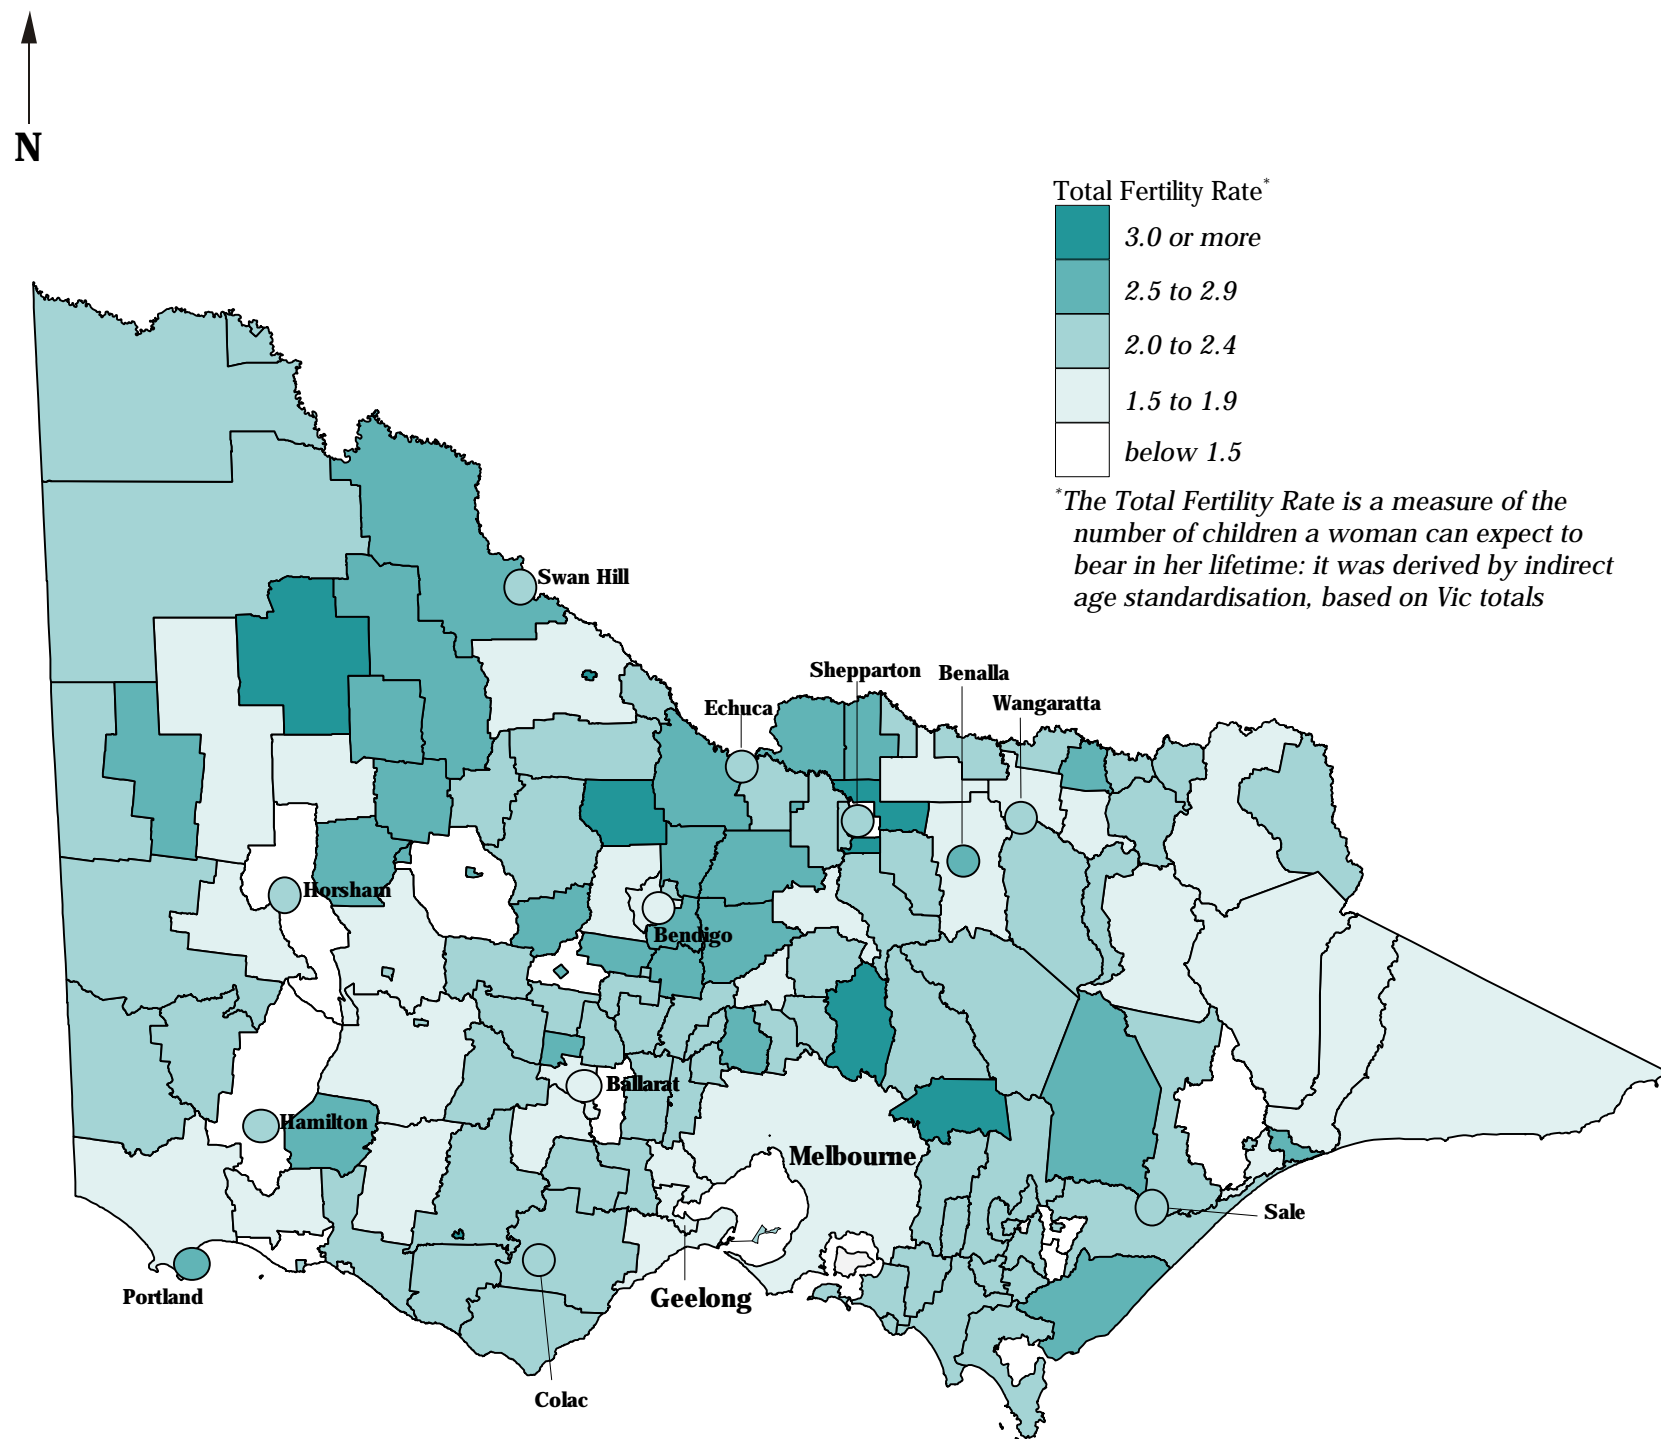 N
Total Fertility Rate*
3.0 or more
2.5 to 2.9
2.0 to 2.4
1.5 to 1.9
below 1.5
*The Total Fertility Rate is a measure of the
number of children a woman can expect to
bear in her lifetime: it was derived by indirect
age standardisation, based on Vic totals
Swan Hill
Shepparton
Benalla
Echuca
Wangaratta
Horsham
Bendigo
Ballarat
Hamilton
Melbourne
Sale
Portland
Geelong
Colac